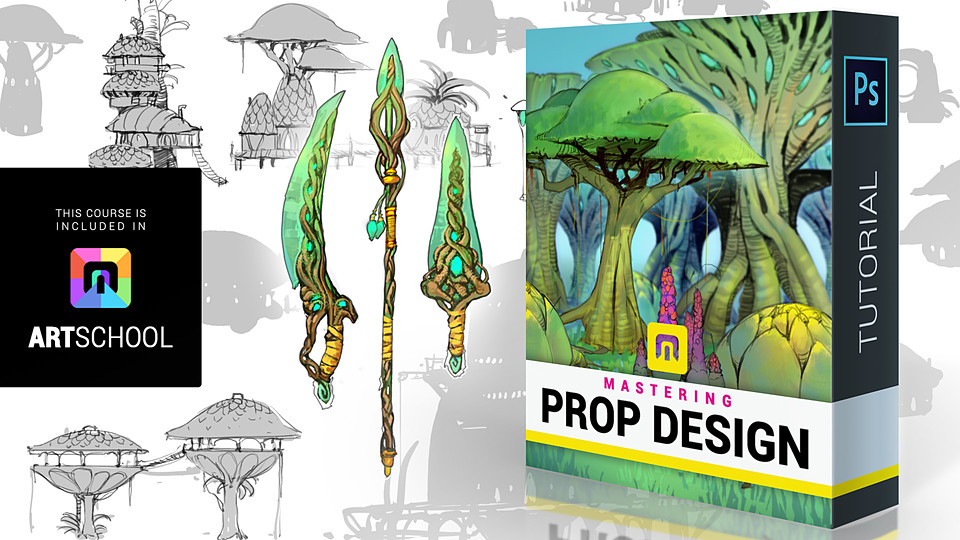 THIS COURSE IS
INCLUDED IN
ARTSCHOOL
MASTERING
PROP DESIGN
Ps
TUTORIAL